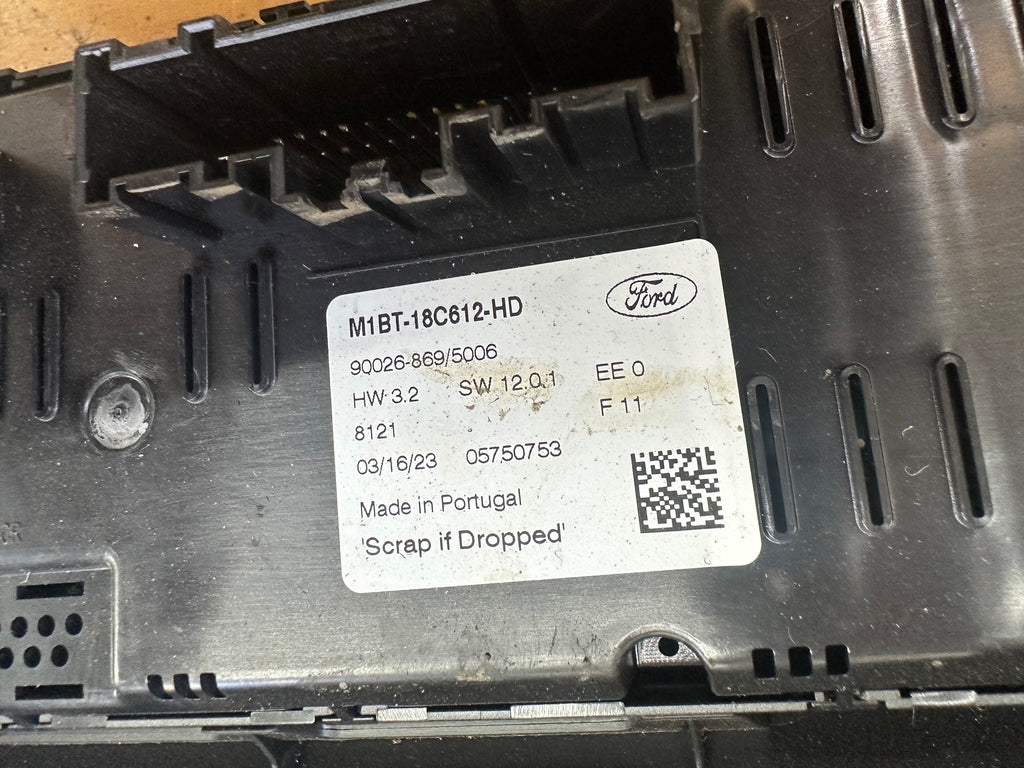 Ford
M1BT-18C612-HD
90026-869/5006
HW 3.2 SW 12.0.1 EE 0
8121 F 11
03/16/23 05750753
Made in Portugal
'Scrap if Dropped'